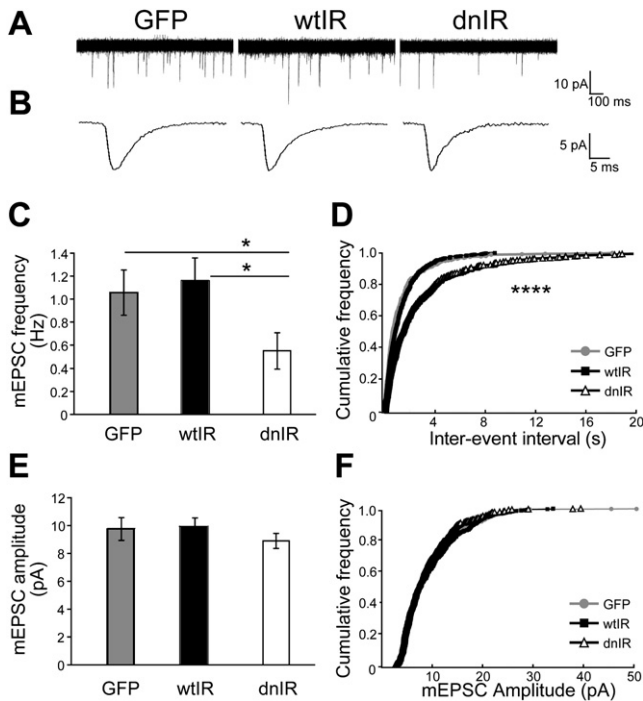 A
GFP wtIR dnIR
10 pA
100 ms
B
5 pA
5 ms
C
* 
*
mEPSC frequency
(Hz)
1.4
1.2
1.0
0.8
0.6
0.4
0.2
0
GFP wtIR dnIR
D
Cumulative frequency
1.0
0.8
0.6
0.4
0.2
0
****
GFP
wtIR
dnIR
4 8 12 16 20
Inter-event interval (s)
E
mEPSC amplitude
(pA)
12
10
8
6
4
2
0
GFP wtIR dnIR
F
Cumulative frequency
1.0
0.8
0.6
0.4
0.2
0
GFP
wtIR
dnIR
10 20 30 40 50
mEPSC Amplitude (pA)